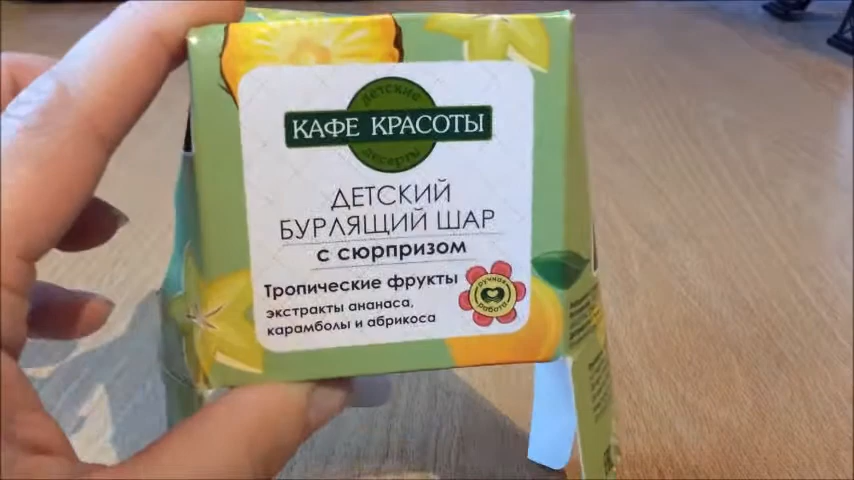 детские
КАФЕ КРАСОТЫ
десерты
ДЕТСКИЙ
БУРЛЯЩИЙ ШАР
с сюрпризом
Тропические фрукты
экстракты ананаса,
карамболы и абрикоса
ручная
работа